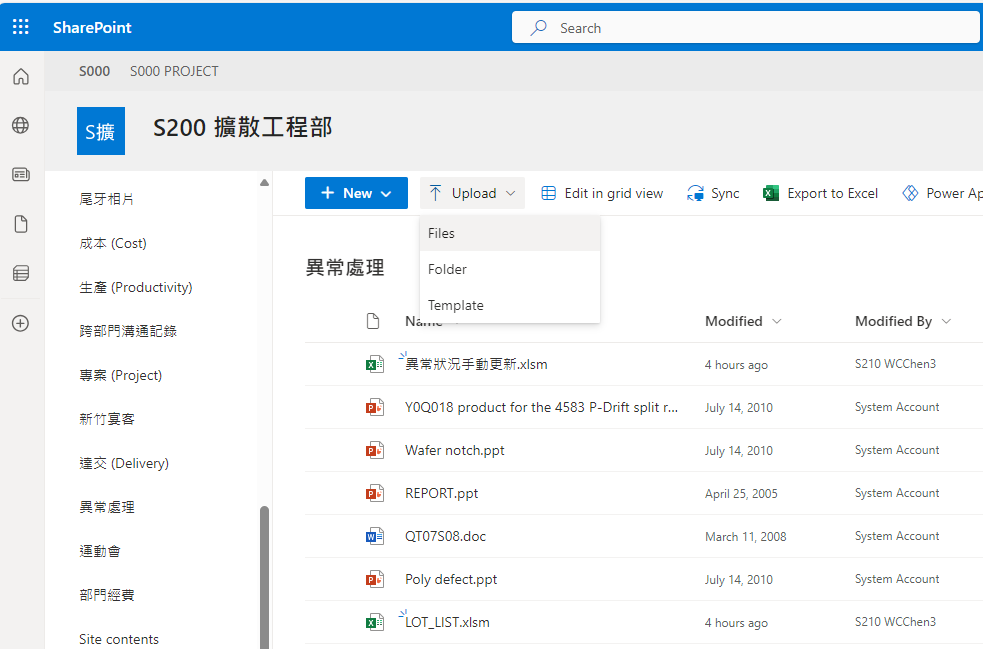 SharePoint
Search
S000 S000 PROJECT
S擴
S200 擴散工程部
尾牙相片
成本 (Cost)
生產 (Productivity)
跨部門溝通記錄
專案 (Project)
新竹宴客
達交 (Delivery)
異常處理
運動會
部門經費
Site contents
New Upload Edit in grid view Sync Export to Excel Power Ap
Files
Folder
Template
異常處理
Name Modified Modified By
異常狀況手動更新.xlsm 4 hours ago S210 WCChen3
Y0Q018 product for the 4583 P-Drift split r... July 14, 2010 System Account
Wafer notch.ppt July 14, 2010 System Account
REPORT.ppt April 25, 2005 System Account
QT07S08.doc March 11, 2008 System Account
Poly defect.ppt July 14, 2010 System Account
LOT_LIST.xlsm 4 hours ago S210 WCChen3